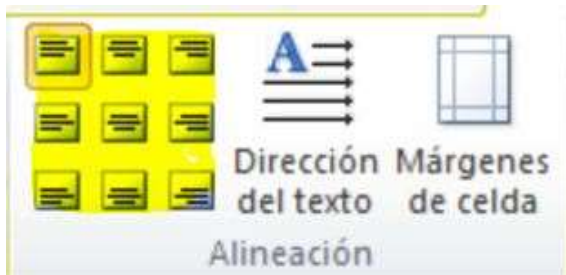 A
Dirección Márgenes
del texto de celda
Alineación